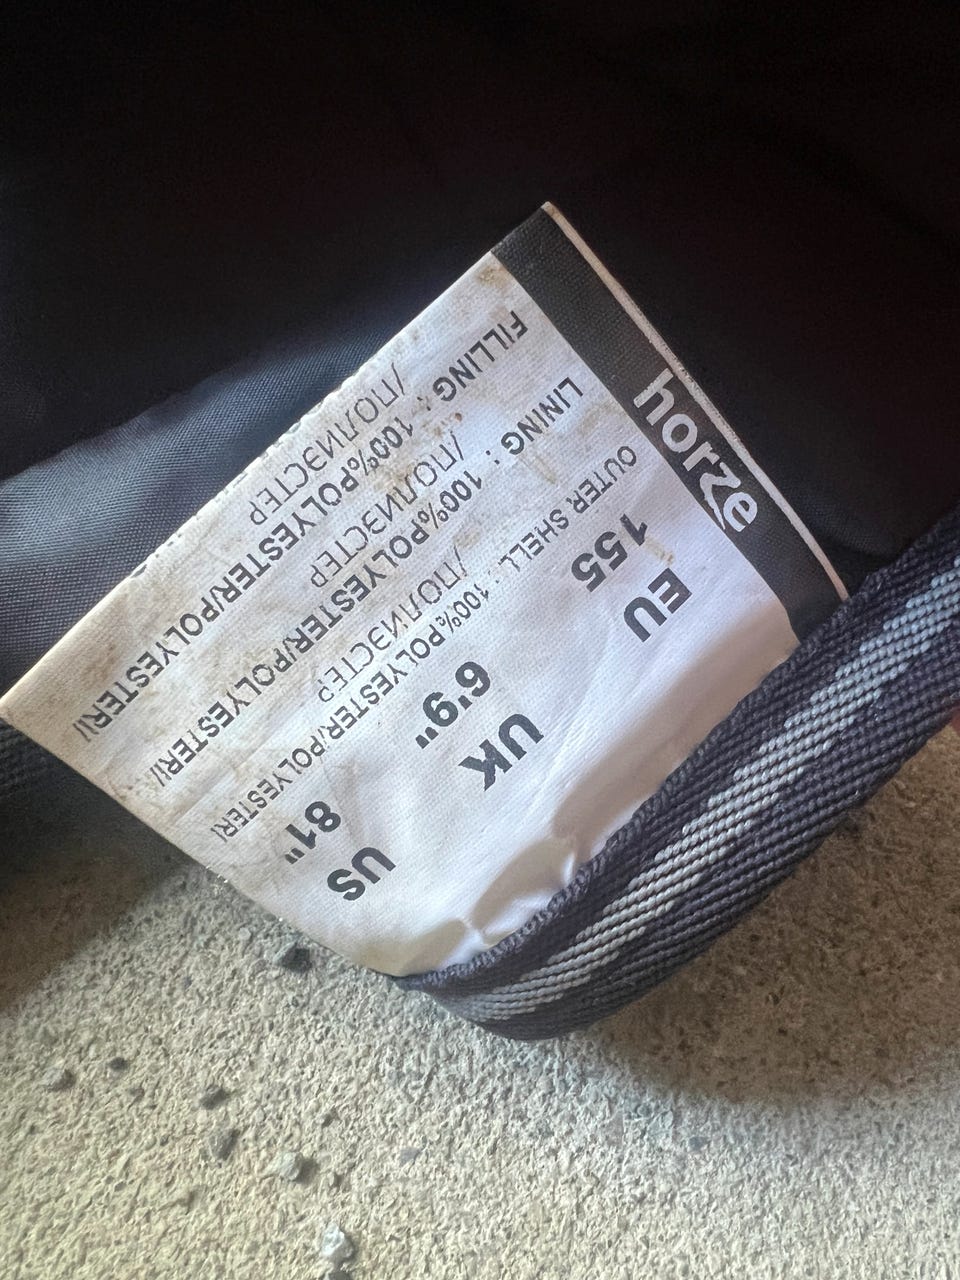 horze
EU UK US
155 6'9" 81"
OUTER SHELL : 100%POLYESTER/POLYESTERI
/ПОЛИЭСТЕР
LINING : 100%POLYESTER/POLYESTERI/
/ПОЛИЭСТЕР
FILLING : 100%POLYESTER/POLYESTERI/
/ПОЛИЭСТЕР